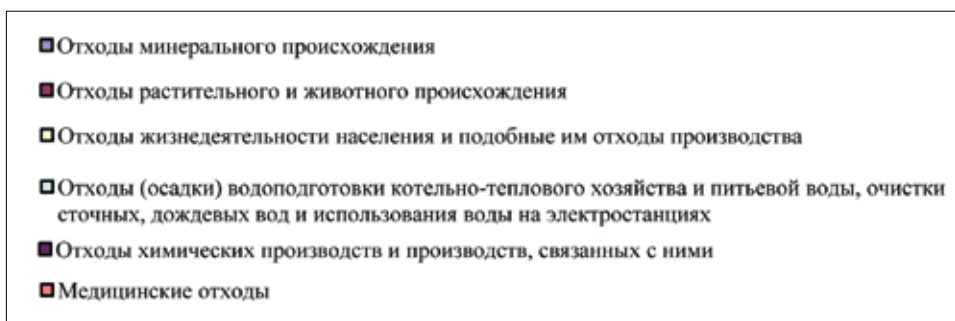 Отходы минерального происхождения
Отходы растительного и животного происхождения
Отходы жизнедеятельности населения и подобные им отходы производства
Отходы (осадки) водоподготовки котельно-теплового хозяйства и питьевой воды, очистки
сточных, дождевых вод и использования воды на электростанциях
Отходы химических производств и производств, связанных с ними
Медицинские отходы